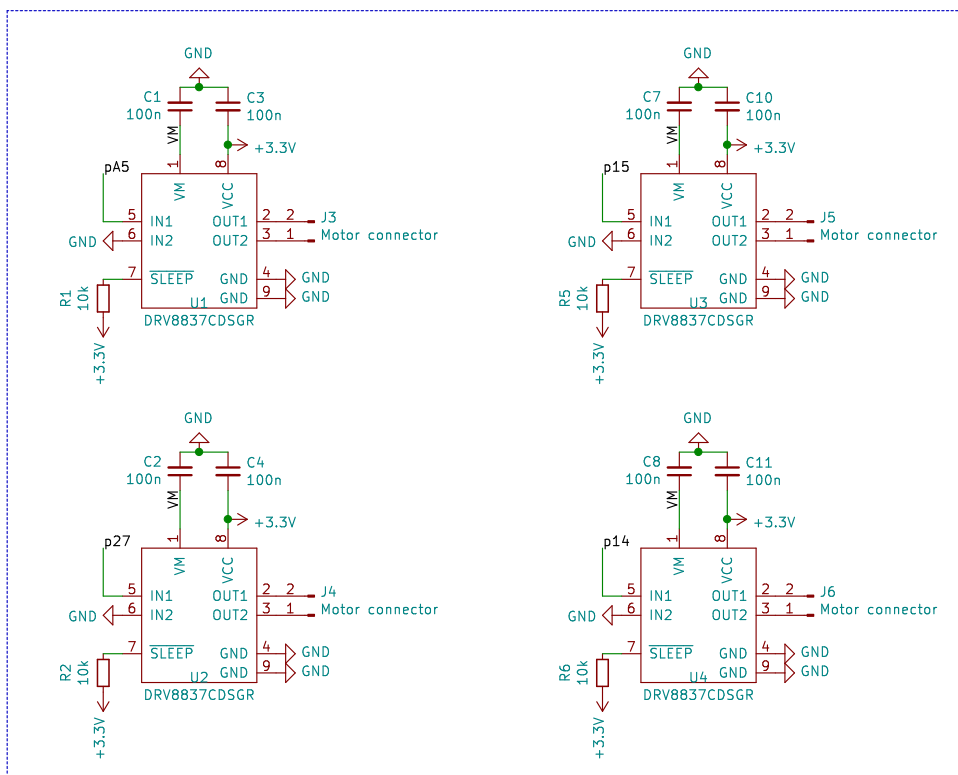 GND
C1
100n
C3
100n
VM
+3.3V
pA5
1
8
VM
VCC
5
IN1
OUT1
2
2
J3
GND
6
IN2
OUT2
3
1
Motor connector
7
SLEEP
GND
4
GND
GND
9
GND
R1
10k
U1
DRV8837CDSGR
+3.3V
GND
C7
100n
C10
100n
VM
+3.3V
p15
1
8
VM
VCC
5
IN1
OUT1
2
2
J5
GND
6
IN2
OUT2
3
1
Motor connector
7
SLEEP
GND
4
GND
GND
9
GND
R5
10k
U3
DRV8837CDSGR
+3.3V
GND
C2
100n
C4
100n
VM
+3.3V
p27
1
8
VM
VCC
5
IN1
OUT1
2
2
J4
GND
6
IN2
OUT2
3
1
Motor connector
7
SLEEP
GND
4
GND
GND
9
GND
R2
10k
U2
DRV8837CDSGR
+3.3V
GND
C8
100n
C11
100n
VM
+3.3V
p14
1
8
VM
VCC
5
IN1
OUT1
2
2
J6
GND
6
IN2
OUT2
3
1
Motor connector
7
SLEEP
GND
4
GND
GND
9
GND
R6
10k
U4
DRV8837CDSGR
+3.3V